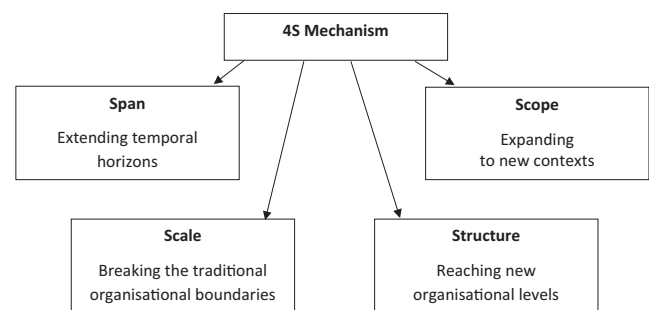 4S Mechanism
Span
Extending temporal
horizons
Scope
Expanding
to new contexts
Scale
Breaking the traditional
organisational boundaries
Structure
Reaching new
organisational levels